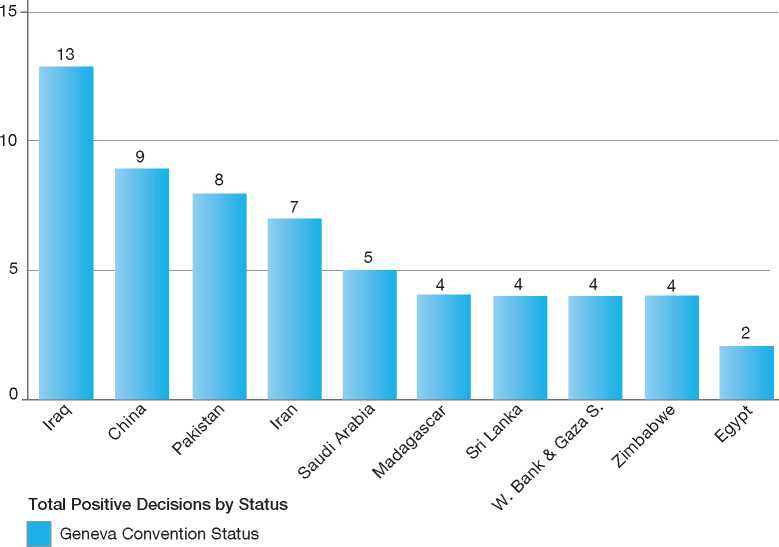 15
13
10
9
8
7
5
5
4
4
4
4
2
0
Iraq
China
Pakistan
Iran
Saudi Arabia
Madagascar
Sri Lanka
W. Bank & Gaza S.
Zimbabwe
Egypt
Total Positive Decisions by Status
Geneva Convention Status